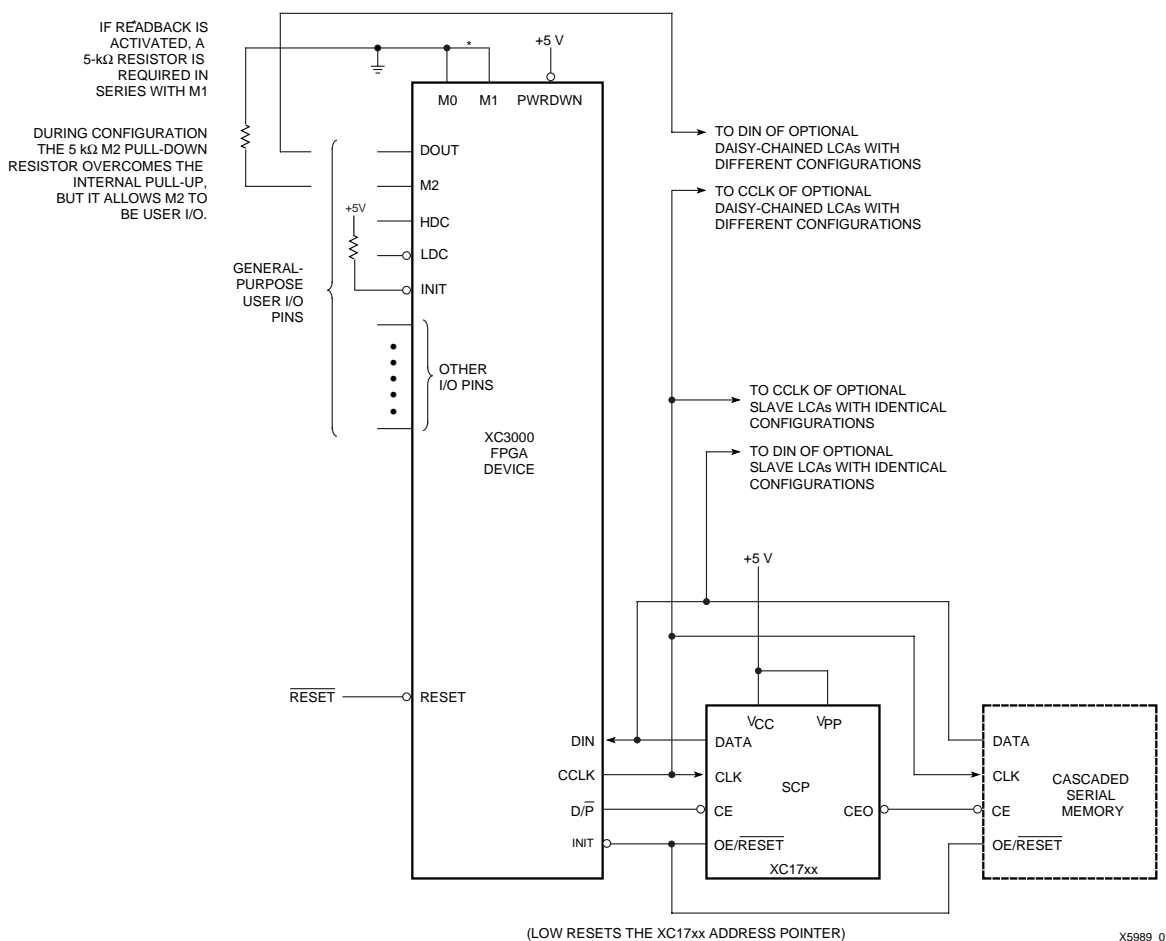 IF READBACK IS
ACTIVATED, A
5-kΩ RESISTOR IS
REQUIRED IN
SERIES WITH M1
*
*
+5 V
M0
M1
PWRDWN
DURING CONFIGURATION
THE 5 kΩ M2 PULL-DOWN
RESISTOR OVERCOMES THE
INTERNAL PULL-UP,
BUT IT ALLOWS M2 TO
BE USER I/O.
DOUT
M2
+5V
HDC
LDC
INIT
GENERAL-
PURPOSE
USER I/O
PINS
OTHER
I/O PINS
XC3000
FPGA
DEVICE
TO DIN OF OPTIONAL
DAISY-CHAINED LCAs WITH
DIFFERENT CONFIGURATIONS
TO CCLK OF OPTIONAL
DAISY-CHAINED LCAs WITH
DIFFERENT CONFIGURATIONS
TO CCLK OF OPTIONAL
SLAVE LCAs WITH IDENTICAL
CONFIGURATIONS
TO DIN OF OPTIONAL
SLAVE LCAs WITH IDENTICAL
CONFIGURATIONS
+5 V
RESET
RESET
DIN
CCLK
D/P
INIT
VCC
VPP
DATA
CLK
SCP
CE
CEO
OE/RESET
XC17xx
DATA
CLK
CASCADED
SERIAL
MEMORY
CE
OE/RESET
(LOW RESETS THE XC17xx ADDRESS POINTER)
X5989_0